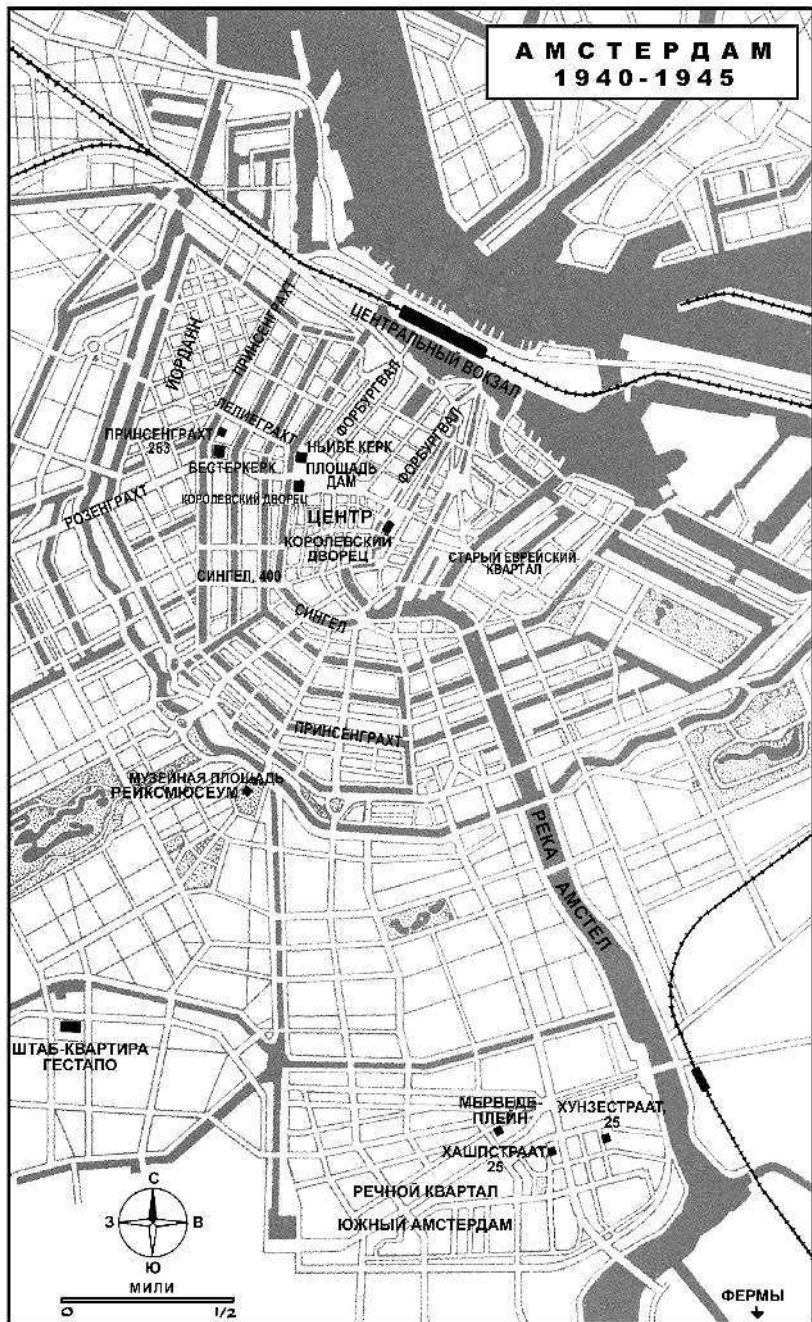 АМСТЕРДАМ
1940-1945
ЦЕНТРАЛЬНЫЙ ВОКЗАЛ
ЙОРДАНН
ПРИНСЕНГРАХТ
ЛЕЛИЕГРАХТ
ФОРБУРГВАЛ
ФОРБУРГВАЛ
ПРИНСЕНГРАХТ
263
ВЕСТЕРКЕРК
НЬИВЕ КЕРК
ПЛОЩАДЬ
ДАМ
КОРОЛЕВСКИЙ ДВОРЕЦ
РОЗЕНГРАХТ
ЦЕНТР
КОРОЛЕВСКИЙ
ДВОРЕЦ
СТАРЫЙ ЕВРЕЙСКИЙ
КВАРТАЛ
СИНГЕЛ, 400
СИНГЕЛ
ПРИНСЕНГРАХТ
МУЗЕЙНАЯ ПЛОЩАДЬ
РЕЙКСМЮСЕУМ
РЕКА АМСТЕЛ
ШТАБ-КВАРТИРА
ГЕСТАПО
МЕРВЕДЕ-
ПЛЕЙН
ХУНЗЕСТРААТ,
25
ХАШПСТРААТ,
25
РЕЧНОЙ КВАРТАЛ
ЮЖНЫЙ АМСТЕРДАМ
С
З
В
Ю
МИЛИ
0 1/2
ФЕРМЫ